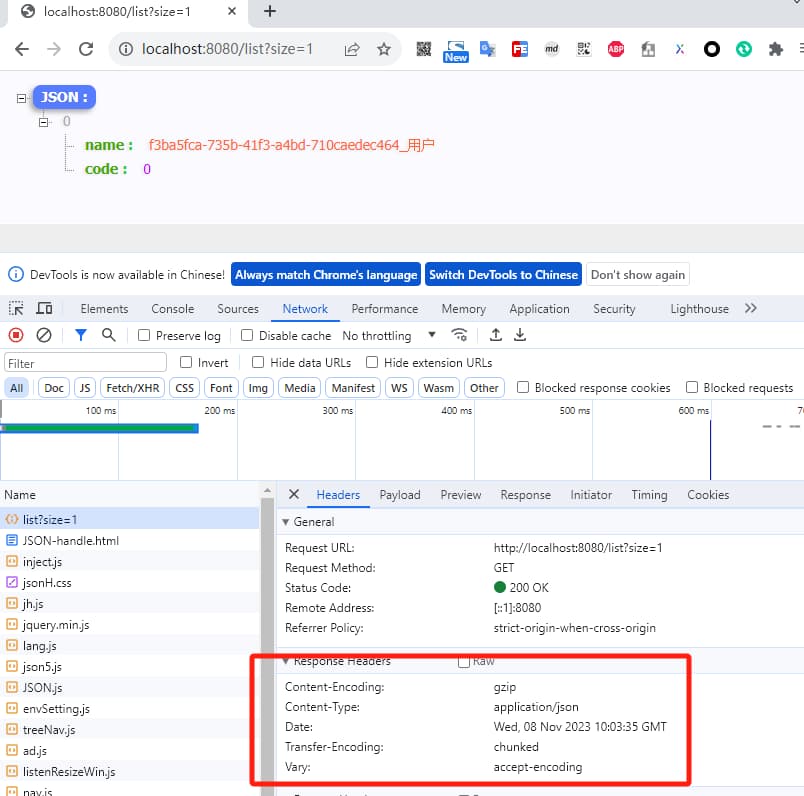 localhost:8080/list?size=1
localhost:8080/list?size=1
New
FE
md
ABP
JSON :
0
name : f3ba5fca-735b-41f3-a4bd-710caedec464_用户
code : 0
DevTools is now available in Chinese! Always match Chrome's language Switch DevTools to Chinese Don't show again
Elements Console Sources Network Performance Memory Application Security Lighthouse
Preserve log Disable cache No throttling
Filter Invert Hide data URLs Hide extension URLs
All Doc JS Fetch/XHR CSS Font Img Media Manifest WS Wasm Other Blocked response cookies Blocked requests
100 ms 200 ms 300 ms 400 ms 500 ms 600 ms
Name
Headers Payload Preview Response Initiator Timing Cookies
list?size=1
JSON-handle.html
inject.js
jsonH.css
jh.js
jquery.min.js
lang.js
json5.js
JSON.js
envSetting.js
treeNav.js
ad.js
listenResizeWin.js
nav.js
General
Request URL: http://localhost:8080/list?size=1
Request Method: GET
Status Code: 200 OK
Remote Address: [::1]:8080
Referrer Policy: strict-origin-when-cross-origin
Response Headers Raw
Content-Encoding: gzip
Content-Type: application/json
Date: Wed, 08 Nov 2023 10:03:35 GMT
Transfer-Encoding: chunked
Vary: accept-encoding